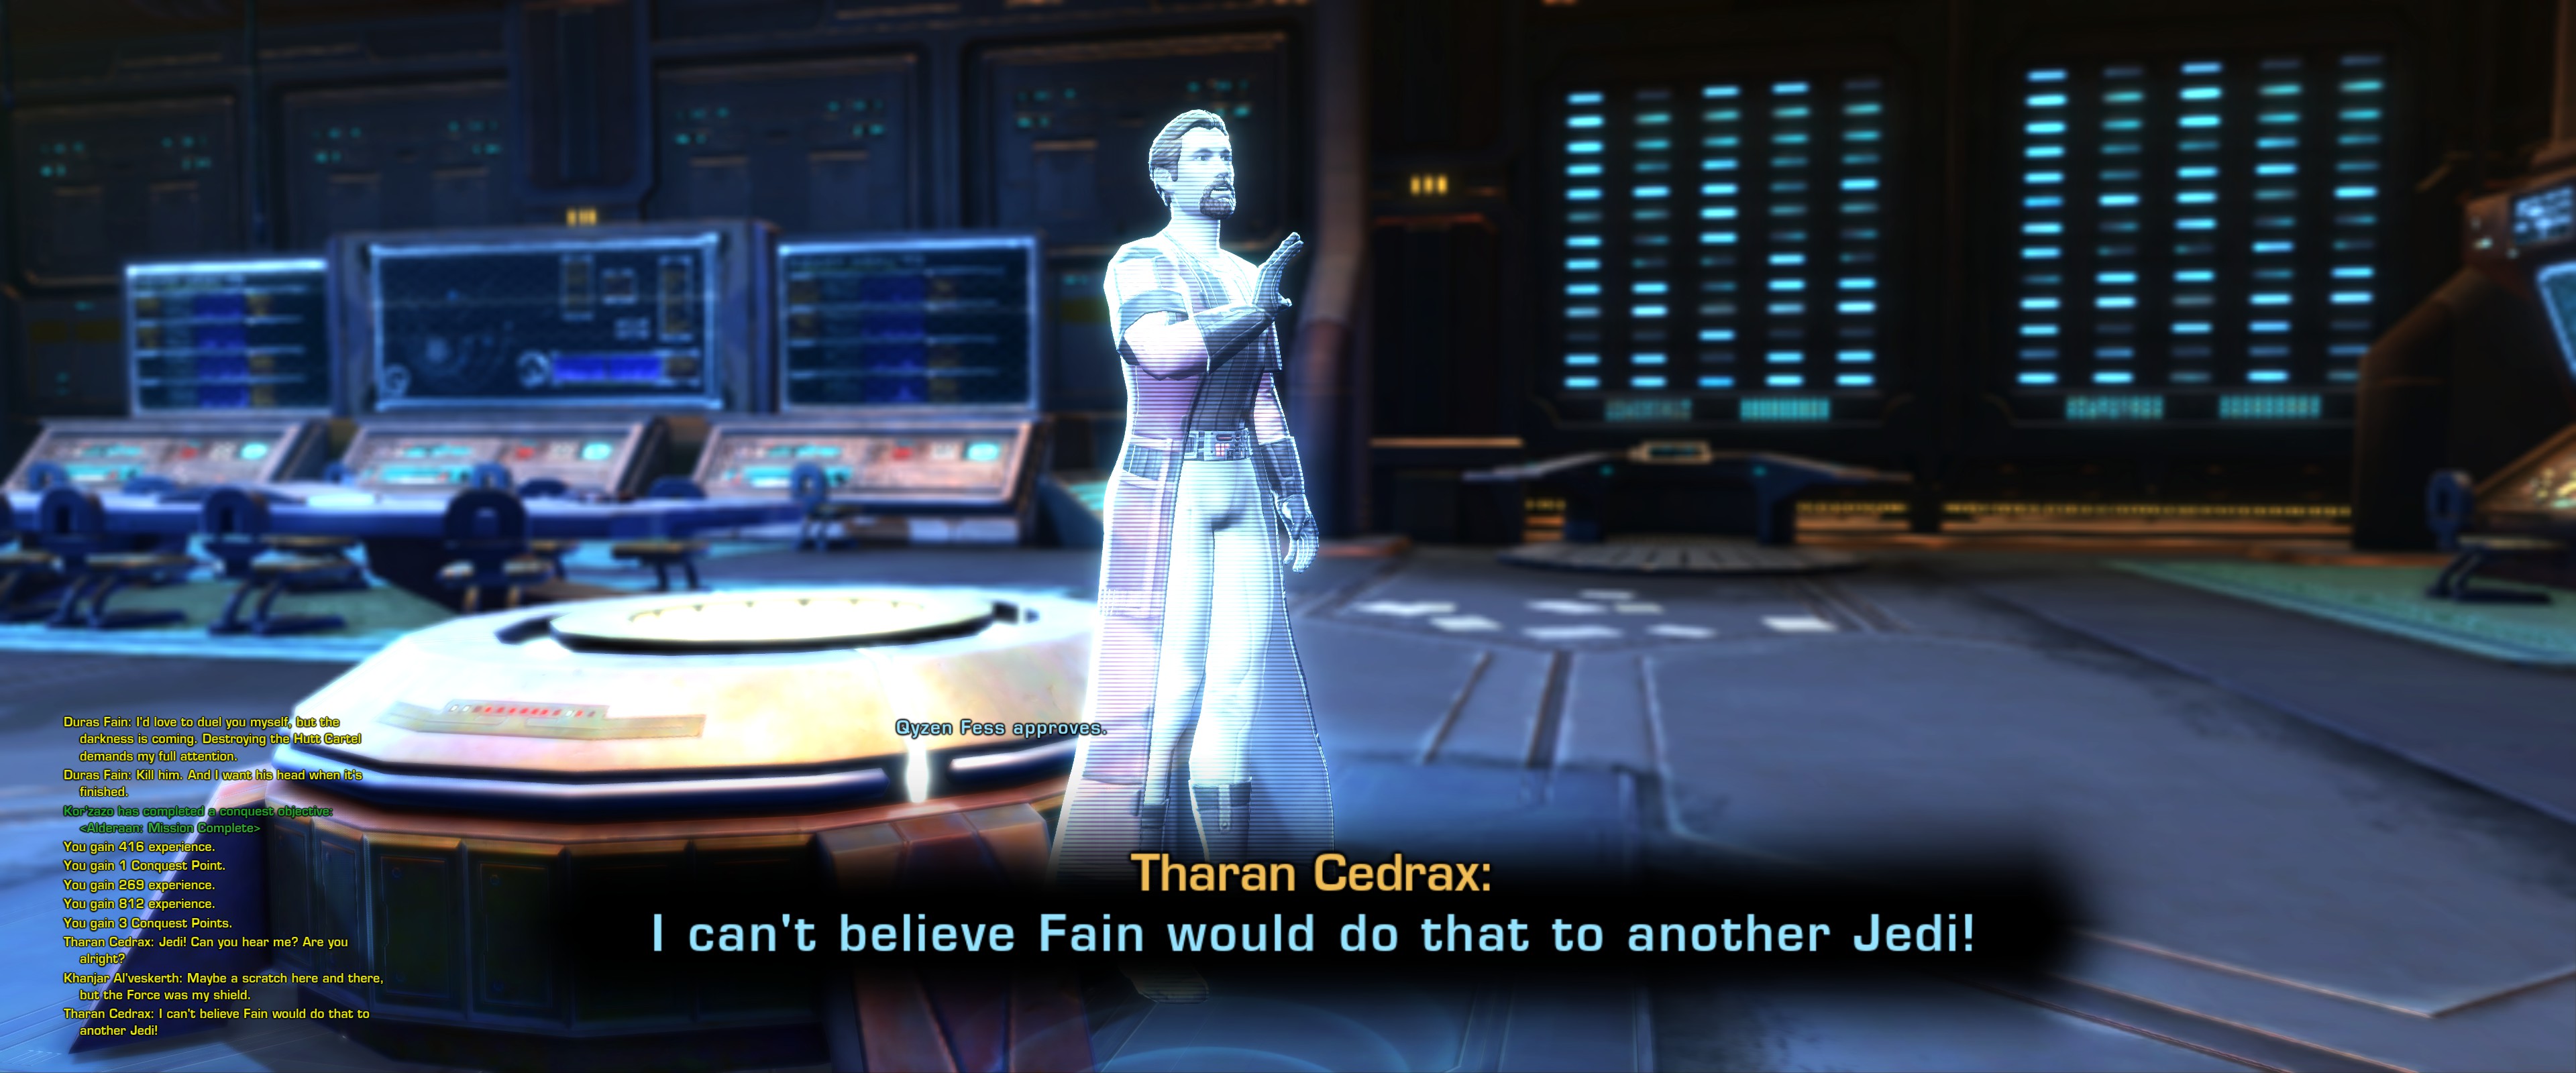 Duras Fain: I'd love to duel you myself, but the
darkness is coming. Destroying the Hutt Cartel
demands my full attention.
Duras Fain: Kill him. And I want his head when it's
finished.
Kor'zazo has completed a conquest objective:
<Alderaan: Mission Complete>
You gain 416 experience.
You gain 1 Conquest Point.
You gain 269 experience.
You gain 812 experience.
You gain 3 Conquest Points.
Tharan Cedrax: Jedi! Can you hear me? Are you
alright?
Khanjar Al'veskerth: Maybe a scratch here and there,
but the Force was my shield.
Tharan Cedrax: I can't believe Fain would do that to
another Jedi!
Qyzen Fess approves.
Tharan Cedrax:
I can't believe Fain would do that to another Jedi!